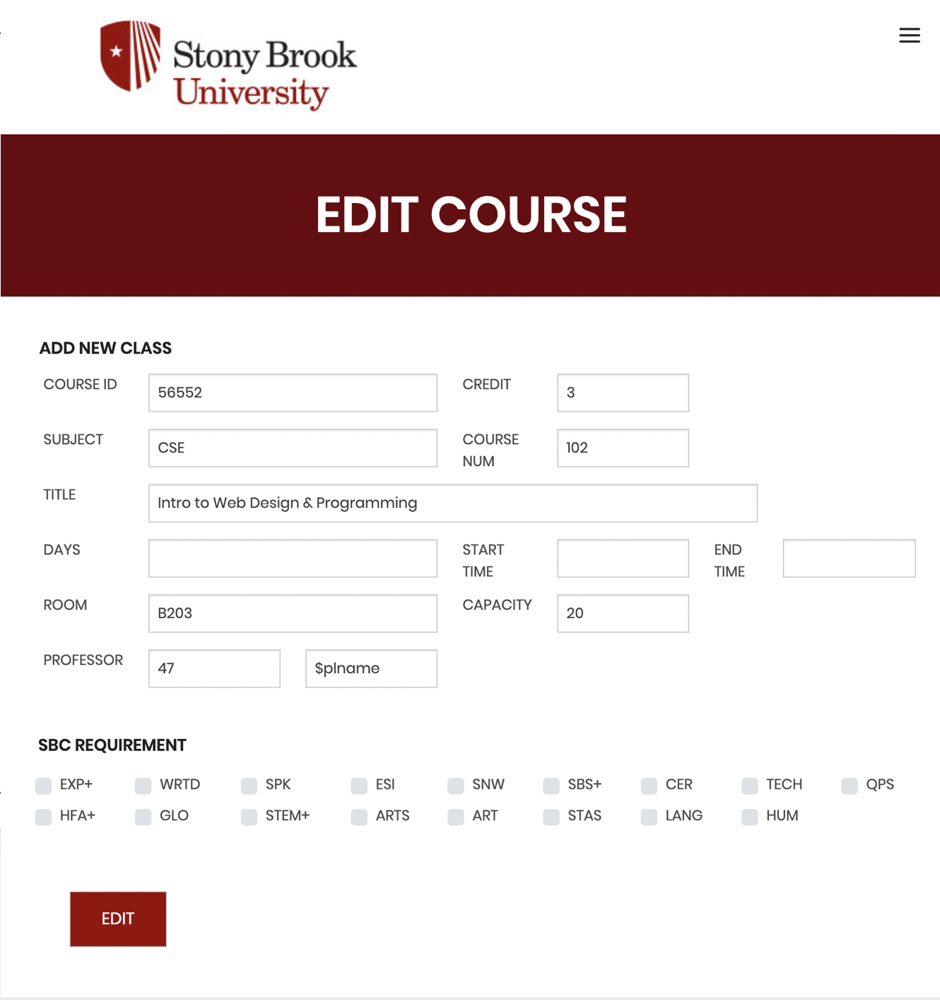 Stony Brook
University
EDIT COURSE
ADD NEW CLASS
COURSE ID 56552 CREDIT 3
SUBJECT CSE COURSE NUM 102
TITLE Intro to Web Design & Programming
DAYS START TIME END TIME
ROOM B203 CAPACITY 20
PROFESSOR 47 $plname
SBC REQUIREMENT
EXP+ WRTD SPK ESI SNW SBS+ CER TECH QPS
HFA+ GLO STEM+ ARTS ART STAS LANG HUM
EDIT